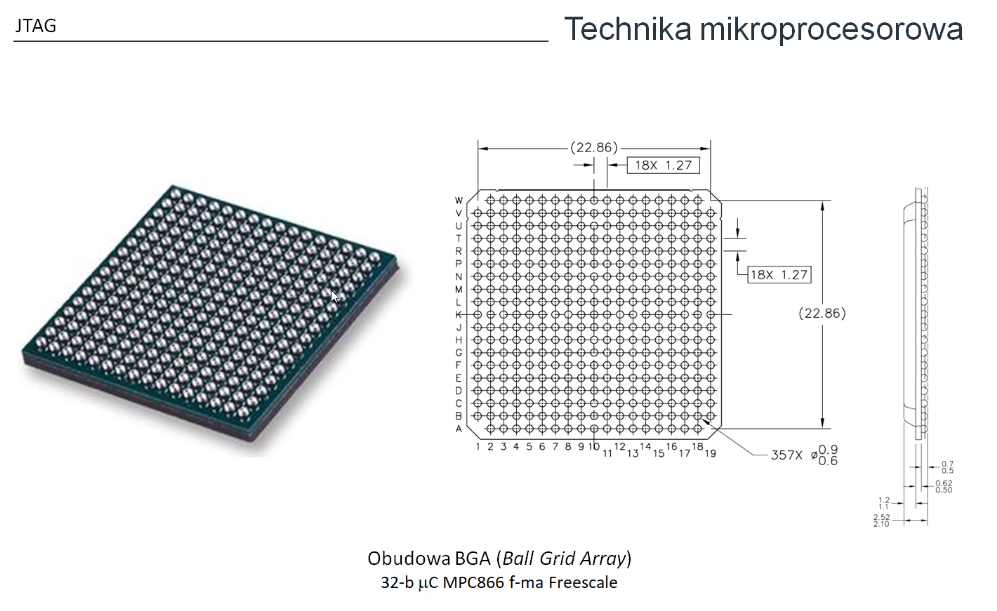 JTAG
Technika mikroprocesorowa
(22.86)
18X 1.27
W
V
U
T
R
P
N
M
L
K
J
H
G
F
E
D
C
B
A
18X 1.27
(22.86)
1 2 3 4 5 6 7 8 9 10 11 12 13 14 15 16 17 18 19
357X ø0.9
0.6
0.7
0.5
0.62
0.50
1.2
1.1
2.52
2.10
Obudowa BGA (Ball Grid Array)
32-b μC MPC866 f-ma Freescale